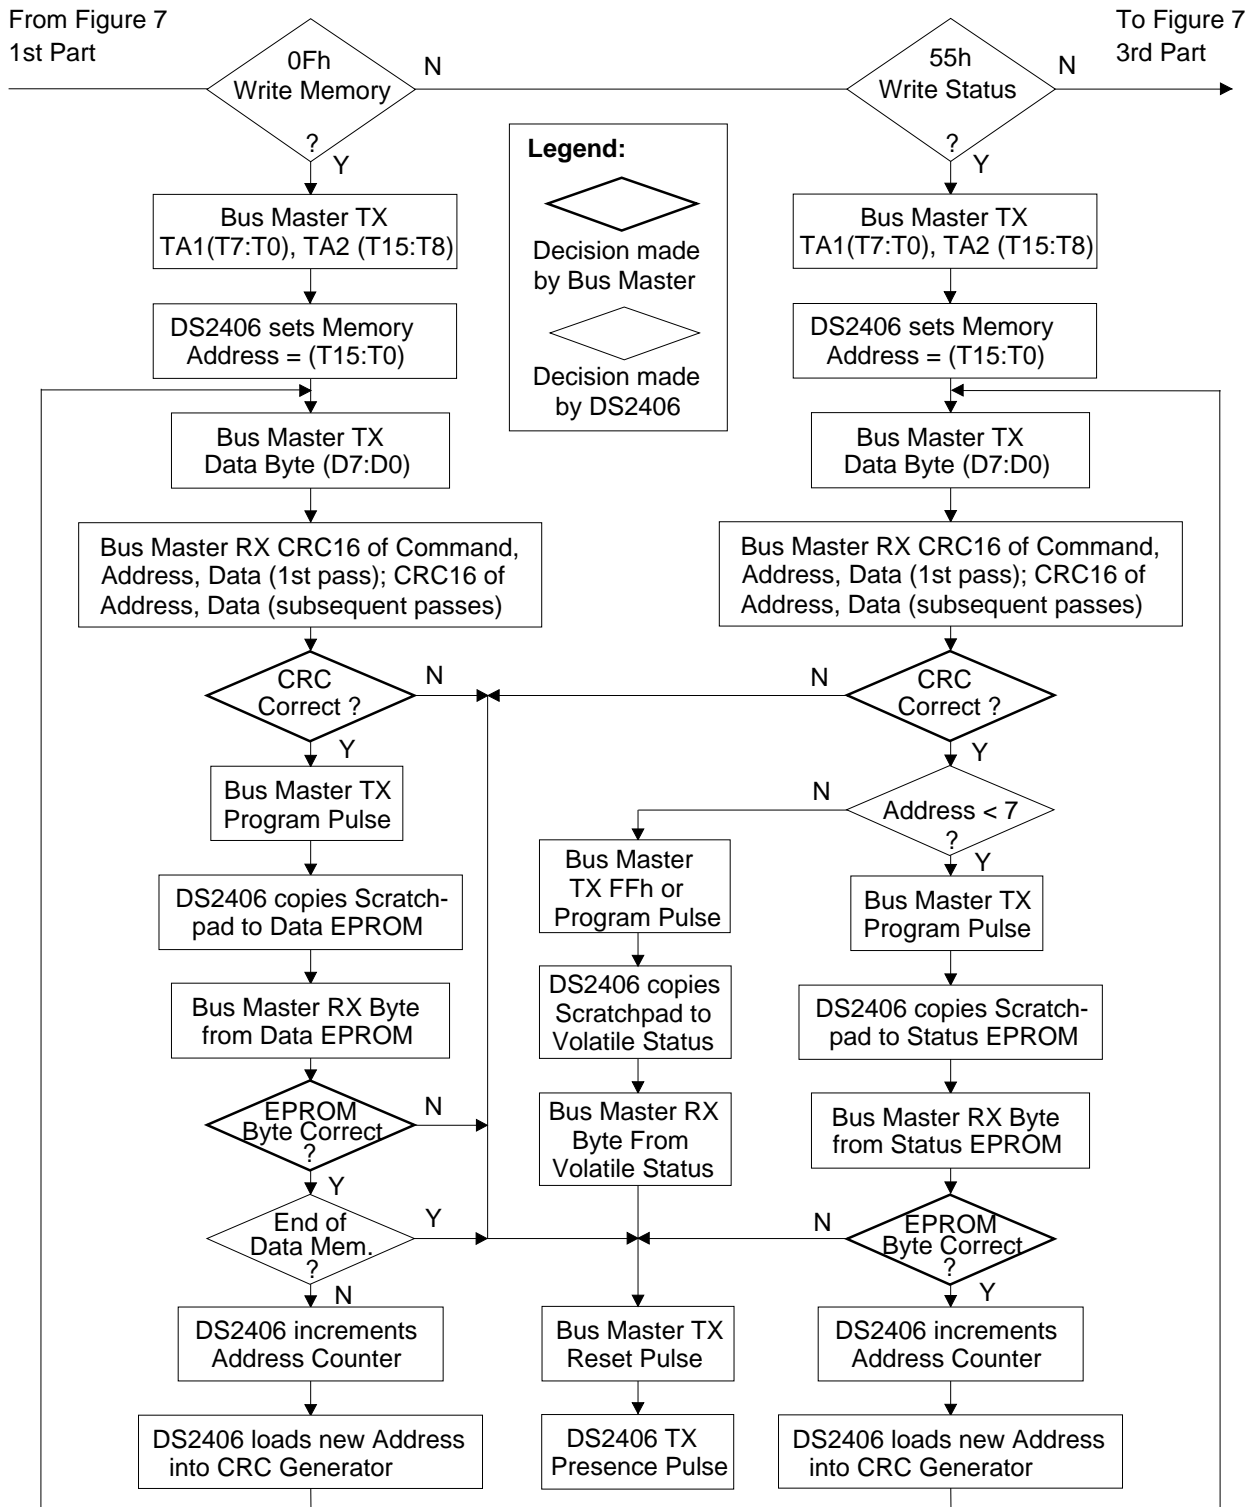 From Figure 7
1st Part
0Fh
Write Memory
?
N
Y
55h
Write Status
?
N
Y
To Figure 7
3rd Part
Legend:
Decision made
by Bus Master
Decision made
by DS2406
Bus Master TX
TA1(T7:T0), TA2 (T15:T8)
DS2406 sets Memory
Address = (T15:T0)
Bus Master TX
Data Byte (D7:D0)
Bus Master RX CRC16 of Command,
Address, Data (1st pass); CRC16 of
Address, Data (subsequent passes)
CRC
Correct ?
N
Y
Bus Master TX
Program Pulse
DS2406 copies Scratch-
pad to Data EPROM
Bus Master RX Byte
from Data EPROM
EPROM
Byte Correct
?
N
Y
End of
Data Mem.
?
Y
N
DS2406 increments
Address Counter
DS2406 loads new Address
into CRC Generator
Bus Master TX
TA1(T7:T0), TA2 (T15:T8)
DS2406 sets Memory
Address = (T15:T0)
Bus Master TX
Data Byte (D7:D0)
Bus Master RX CRC16 of Command,
Address, Data (1st pass); CRC16 of
Address, Data (subsequent passes)
CRC
Correct ?
N
Y
Address < 7
?
N
Y
Bus Master
TX FFh or
Program Pulse
DS2406 copies
Scratchpad to
Volatile Status
Bus Master RX
Byte From
Volatile Status
Bus Master TX
Reset Pulse
DS2406 TX
Presence Pulse
Bus Master TX
Program Pulse
DS2406 copies Scratch-
pad to Status EPROM
Bus Master RX Byte
from Status EPROM
EPROM
Byte Correct
?
N
Y
DS2406 increments
Address Counter
DS2406 loads new Address
into CRC Generator